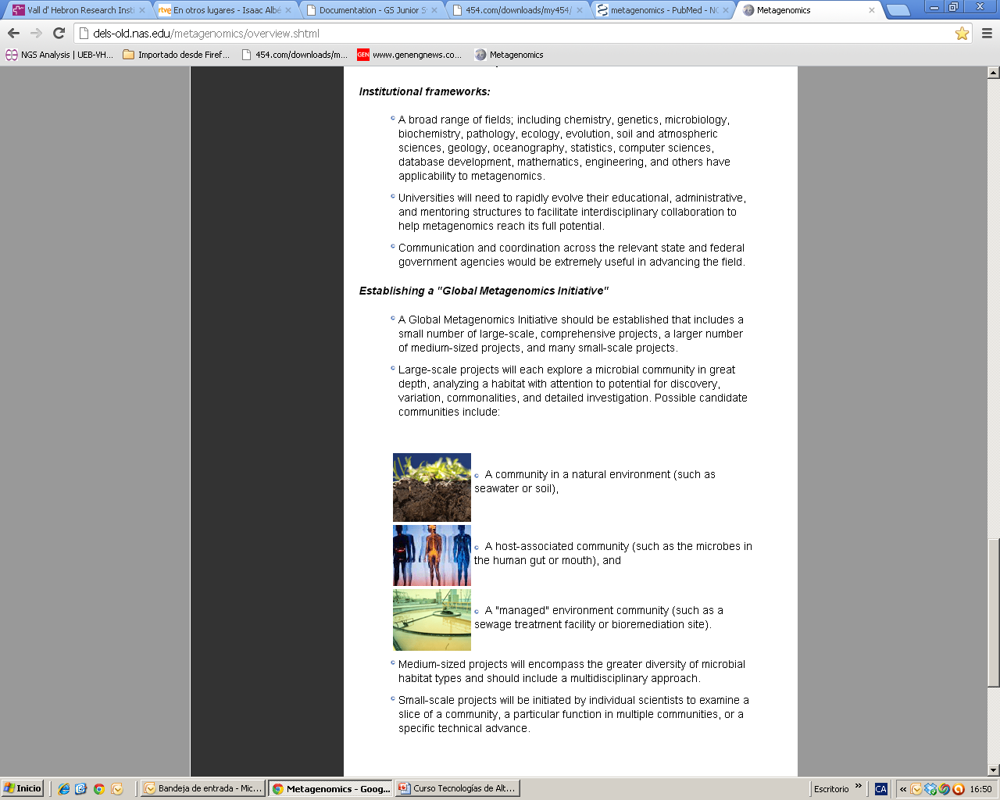 Vall d' Hebron Research Insti
En otros lugares - Isaac Albé
Documentation - GS Junior S
454.com/downloads/my454/
metagenomics - PubMed - NC
Metagenomics
dels-old.nas.edu/metagenomics/overview.shtml
NGS Analysis | UEB-VH...
Importado desde Firef...
454.com/downloads/m...
GEN
www.genengnews.co...
Metagenomics
Institutional frameworks:
A broad range of fields; including chemistry, genetics, microbiology,
biochemistry, pathology, ecology, evolution, soil and atmospheric
sciences, geology, oceanography, statistics, computer sciences,
database development, mathematics, engineering, and others have
applicability to metagenomics.
Universities will need to rapidly evolve their educational, administrative,
and mentoring structures to facilitate interdisciplinary collaboration to
help metagenomics reach its full potential.
Communication and coordination across the relevant state and federal
government agencies would be extremely useful in advancing the field.
Establishing a "Global Metagenomics Initiative"
A Global Metagenomics Initiative should be established that includes a
small number of large-scale, comprehensive projects, a larger number
of medium-sized projects, and many small-scale projects.
Large-scale projects will each explore a microbial community in great
depth, analyzing a habitat with attention to potential for discovery,
variation, commonalities, and detailed investigation. Possible candidate
communities include:
A community in a natural environment (such as
seawater or soil),
A host-associated community (such as the microbes in
the human gut or mouth), and
A "managed" environment community (such as a
sewage treatment facility or bioremediation site).
Medium-sized projects will encompass the greater diversity of microbial
habitat types and should include a multidisciplinary approach.
Small-scale projects will be initiated by individual scientists to examine a
slice of a community, a particular function in multiple communities, or a
specific technical advance.
Inicio
Bandeja de entrada - Mic...
Metagenomics - Goog...
Curso Tecnologías de Alt...
Escritorio
CA
16:50